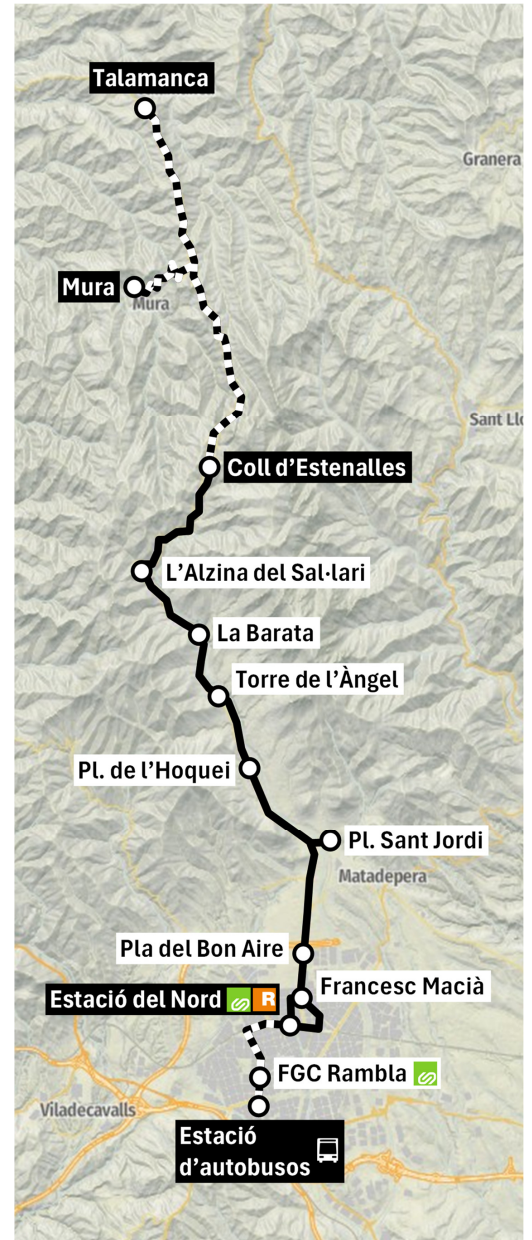 Talamanca
Granera
Mura
Mura
Sant Llo
Coll d'Estenalles
L'Alzina del Sal·lari
La Barata
Torre de l'Àngel
Pl. de l'Hoquei
Pl. Sant Jordi
Matadepera
Pla del Bon Aire
Francesc Macià
Estació del Nord R
FGC Rambla
Viladecavalls
Estació
d'autobusos